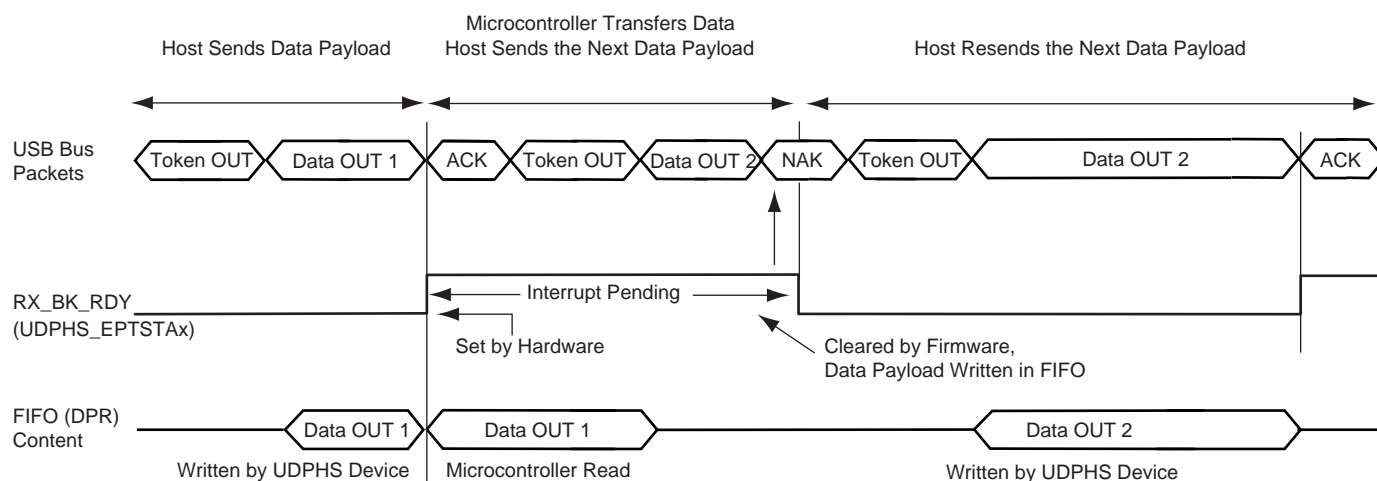 Microcontroller Transfers Data
Host Sends Data Payload
Host Sends the Next Data Payload
Host Resends the Next Data Payload
USB Bus
Packets
Token OUT
Data OUT 1
ACK
Token OUT
Data OUT 2
NAK
Token OUT
Data OUT 2
ACK
RX_BK_RDY
(UDPHS_EPTSTAx)
Interrupt Pending
Set by Hardware
Cleared by Firmware,
Data Payload Written in FIFO
FIFO (DPR)
Content
Data OUT 1
Data OUT 1
Data OUT 2
Written by UDPHS Device
Microcontroller Read
Written by UDPHS Device